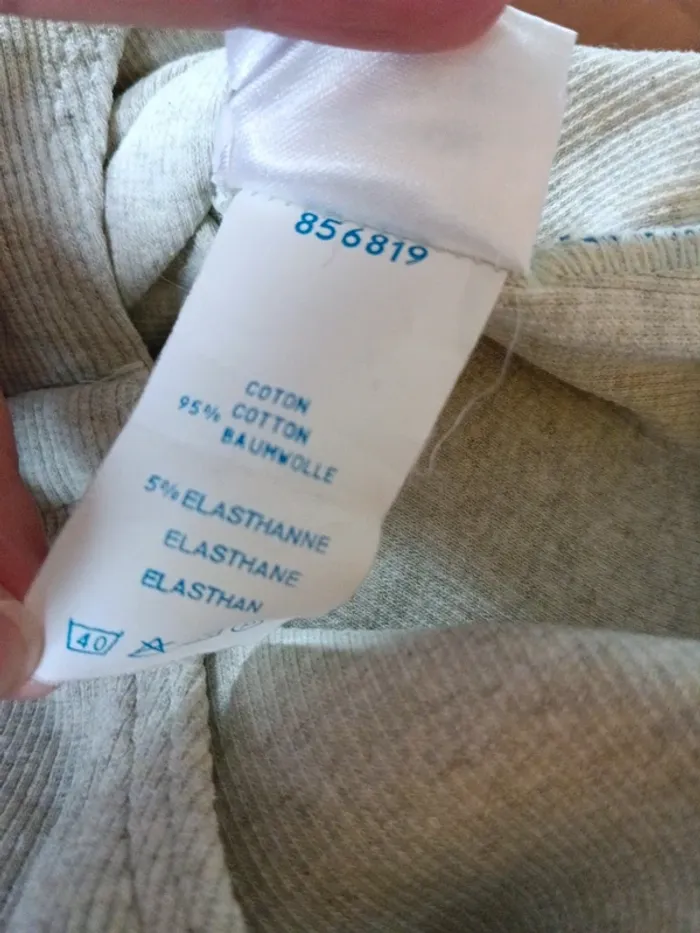 856819
COTON
95% COTTON
BAUMWOLLE
5% ELASTHANNE
ELASTHANE
ELASTHAN
40